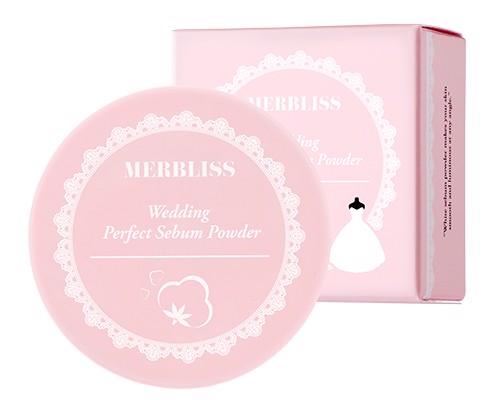 MERBLISS
Wedding
Perfect Sebum Powder
MERBLISS
Wedding
Powder
"White sebum powder makes your skin
smooth and luminous at any angle."